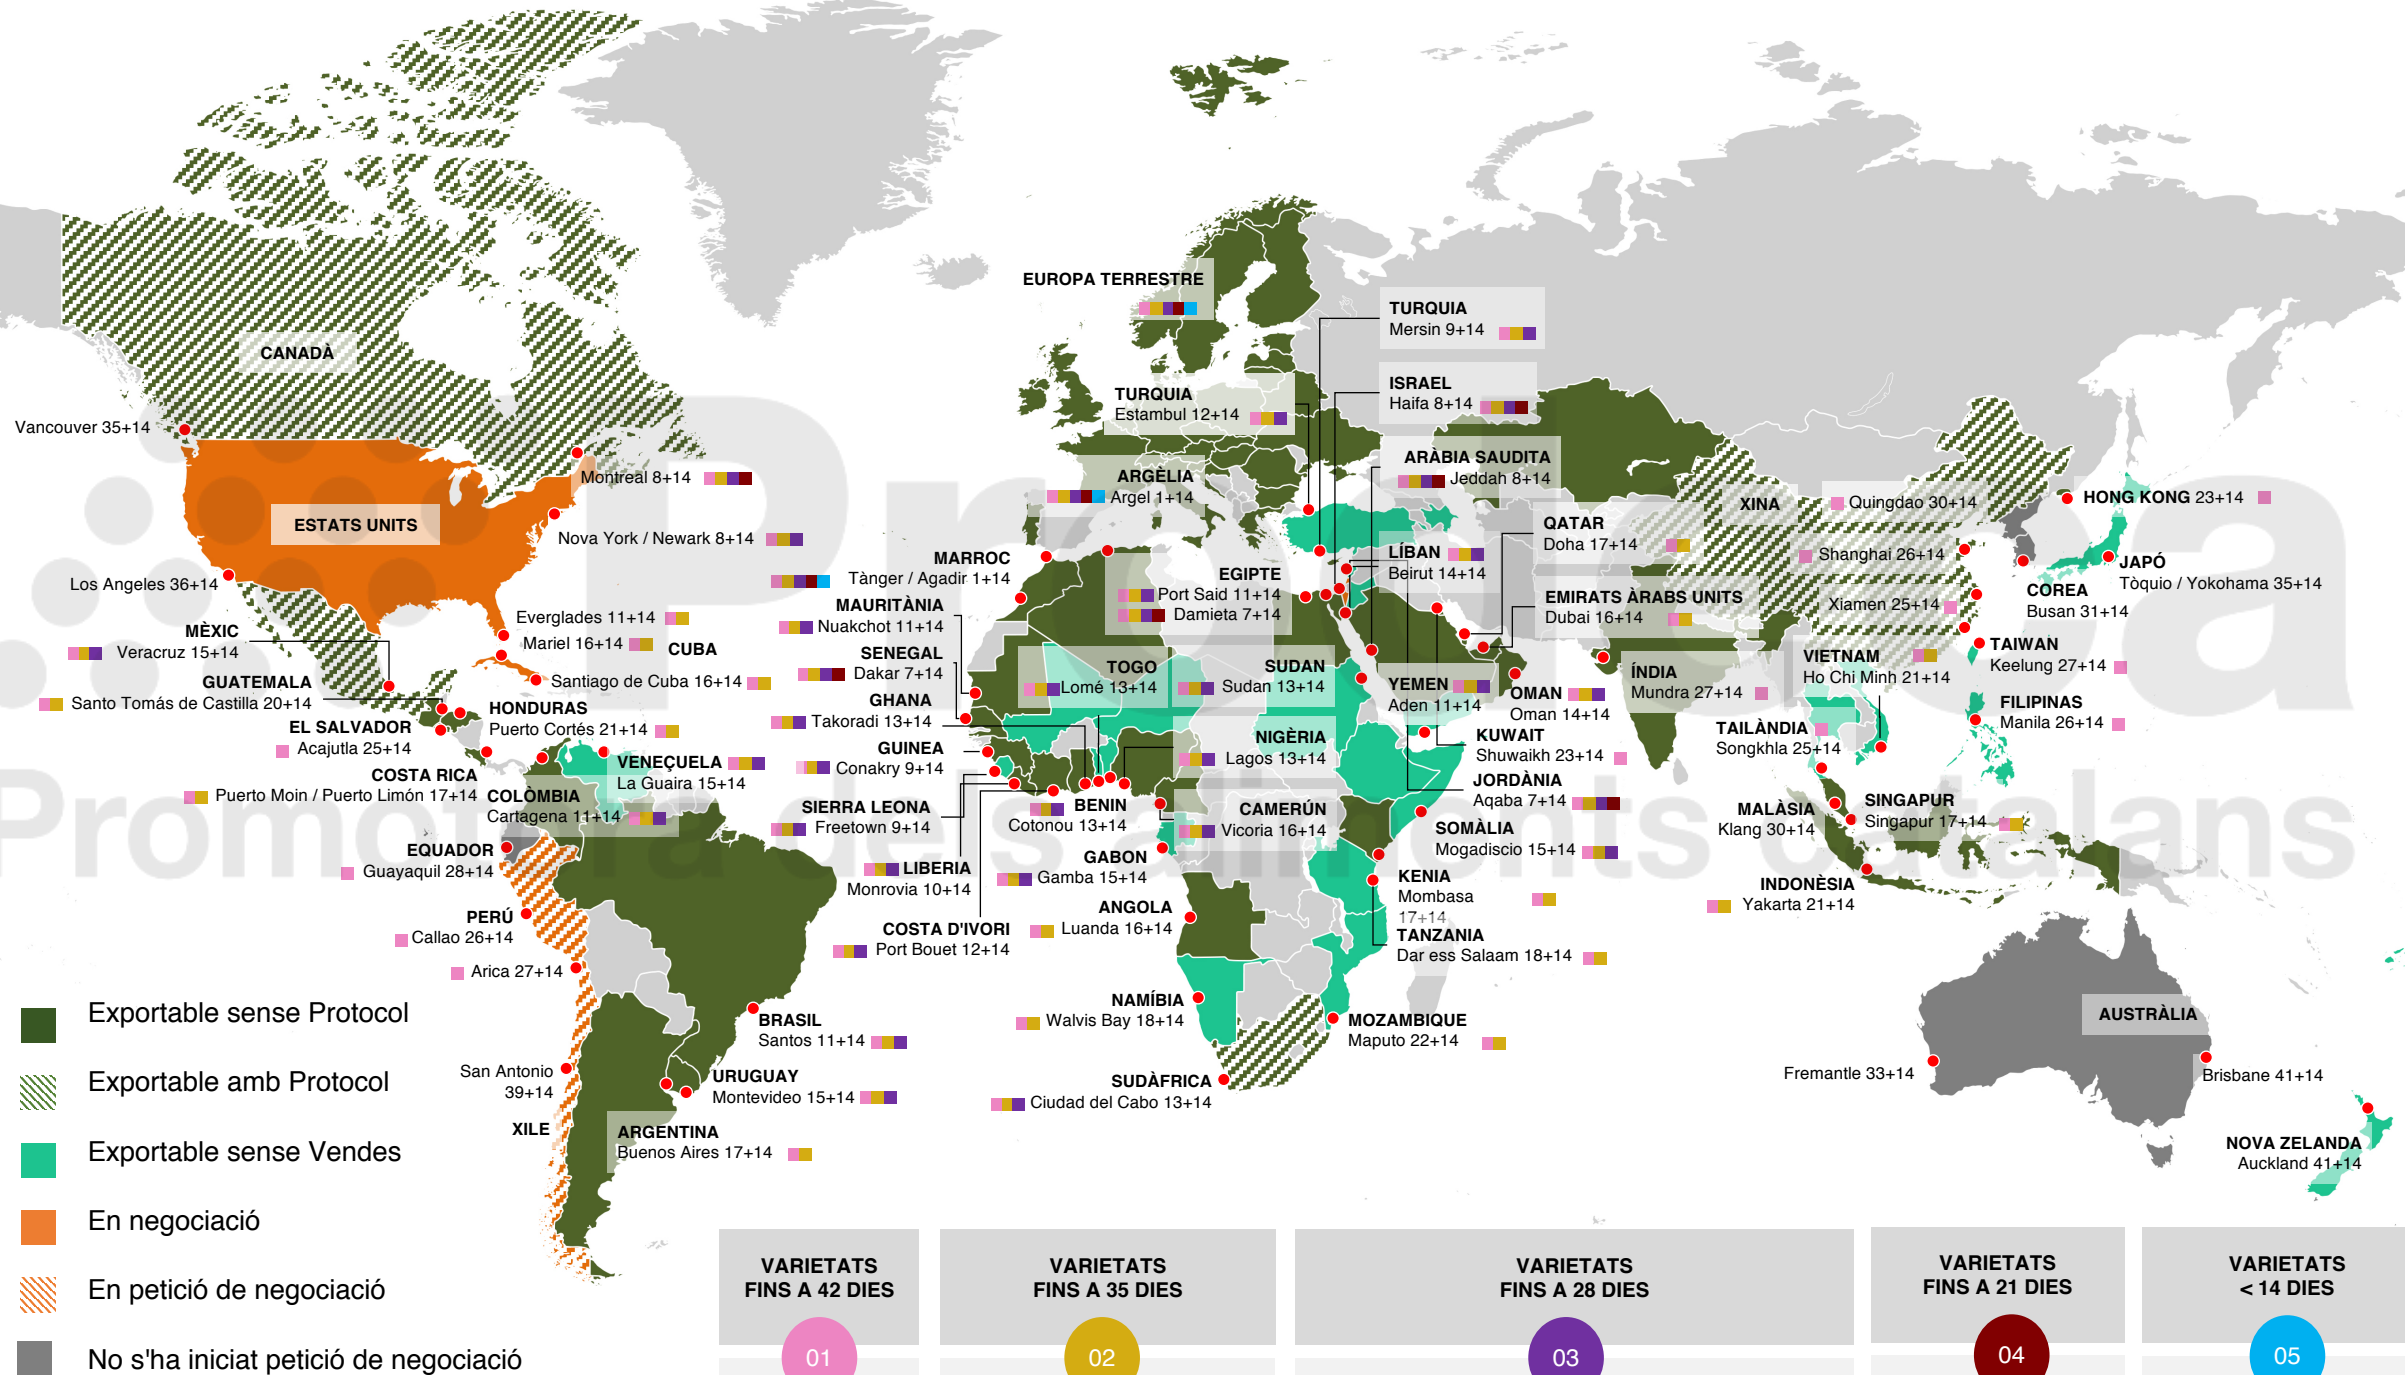 EUROPA TERRESTRE
TURQUIA
Mersin 9+14
CANADÀ
ISRAEL
Haifa 8+14
TURQUIA
Estambul 12+14
Vancouver 35+14
ARÀBIA SAUDITA
Jeddah 8+14
Montreal 8+14
ARGÈLIA
Argel 1+14
XINA
Quingdao 30+14
HONG KONG 23+14
ESTATS UNITS
Nova York / Newark 8+14
QATAR
Doha 17+14
LÍBAN
Beirut 14+14
Shanghai 26+14
JAPÓ
Tòquio / Yokohama 35+14
MARROC
Tànger / Agadir 1+14
Los Angeles 36+14
EGIPTE
Port Said 11+14
Damieta 7+14
COREA
Busan 31+14
EMIRATS ÀRABS UNITS
Dubai 16+14
Xiamen 25+14
MAURITÀNIA
Nuakchot 11+14
Everglades 11+14
Mariel 16+14
CUBA
Santiago de Cuba 16+14
MÈXIC
Veracruz 15+14
SENEGAL
Dakar 7+14
TOGO
Lomé 13+14
SUDAN
Sudan 13+14
TAIWAN
Keelung 27+14
VIETNAM
Ho Chi Minh 21+14
ÍNDIA
Mundra 27+14
YEMEN
Aden 11+14
OMAN
Oman 14+14
GUATEMALA
Santo Tomás de Castilla 20+14
HONDURAS
Puerto Cortés 21+14
GHANA
Takoradi 13+14
FILIPINAS
Manila 26+14
EL SALVADOR
Acajutla 25+14
TAILÀNDIA
Songkhla 25+14
NIGÈRIA
Lagos 13+14
KUWAIT
Shuwaikh 23+14
GUINEA
Conakry 9+14
VENEÇUELA
La Guaira 15+14
COSTA RICA
Puerto Moin / Puerto Limón 17+14
COLÒMBIA
Cartagena 11+14
JORDÀNIA
Aqaba 7+14
SIERRA LEONA
Freetown 9+14
BENIN
Cotonou 13+14
CAMERÚN
Vicoria 16+14
MALÀSIA
Klang 30+14
SINGAPUR
Singapur 17+14
SOMÀLIA
Mogadiscio 15+14
EQUADOR
Guayaquil 28+14
LIBERIA
Monrovia 10+14
GABON
Gamba 15+14
KENIA
Mombasa
17+14
INDONÈSIA
Yakarta 21+14
PERÚ
Callao 26+14
Arica 27+14
COSTA D'IVORI
Port Bouet 12+14
ANGOLA
Luanda 16+14
TANZANIA
Dar ess Salaam 18+14
NAMÍBIA
Walvis Bay 18+14
MOZAMBIQUE
Maputo 22+14
BRASIL
Santos 11+14
AUSTRÀLIA
Fremantle 33+14
Brisbane 41+14
San Antonio
39+14
XILE
URUGUAY
Montevideo 15+14
SUDÀFRICA
Ciudad del Cabo 13+14
ARGENTINA
Buenos Aires 17+14
NOVA ZELANDA
Auckland 41+14
Prodeca
Promotora dels aliments catalans
Exportable sense Protocol
Exportable amb Protocol
Exportable sense Vendes
En negociació
En petició de negociació
No s'ha iniciat petició de negociació
VARIETATS
FINS A 42 DIES
01
VARIETATS
FINS A 35 DIES
02
VARIETATS
FINS A 28 DIES
03
VARIETATS
FINS A 21 DIES
04
VARIETATS
< 14 DIES
05